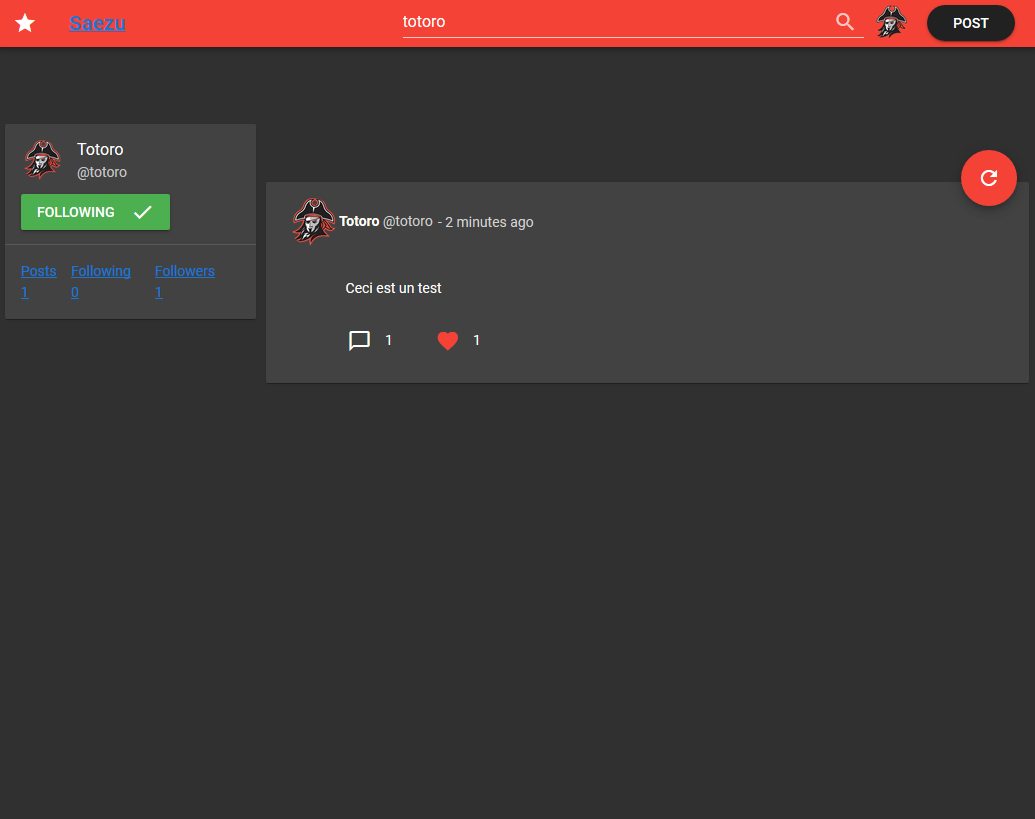 Saezu
totoro
POST
Totoro
@totoro
FOLLOWING
Posts Following Followers
1 0 1
Totoro @totoro - 2 minutes ago
Ceci est un test
1 1